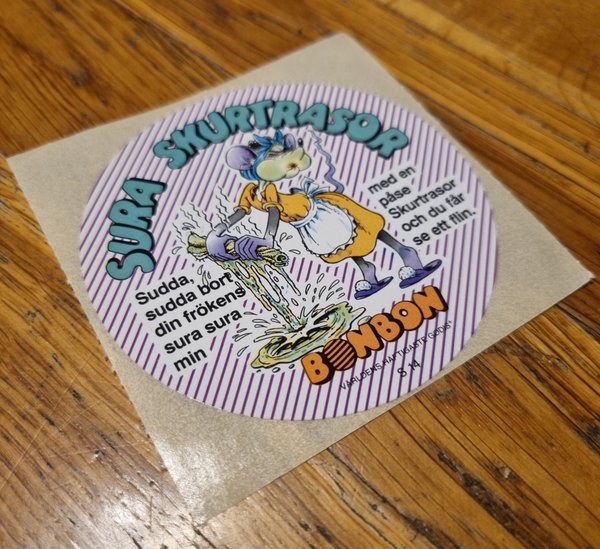 SURA SKURTRASOR
Sudda,
sudda bort
din frökens
sura sura
min
med en
påse
Skurtrasor
och du får
se ett flin.
BONBON
VÄRLDENS HÄFTIGASTE GODIS*
S 14